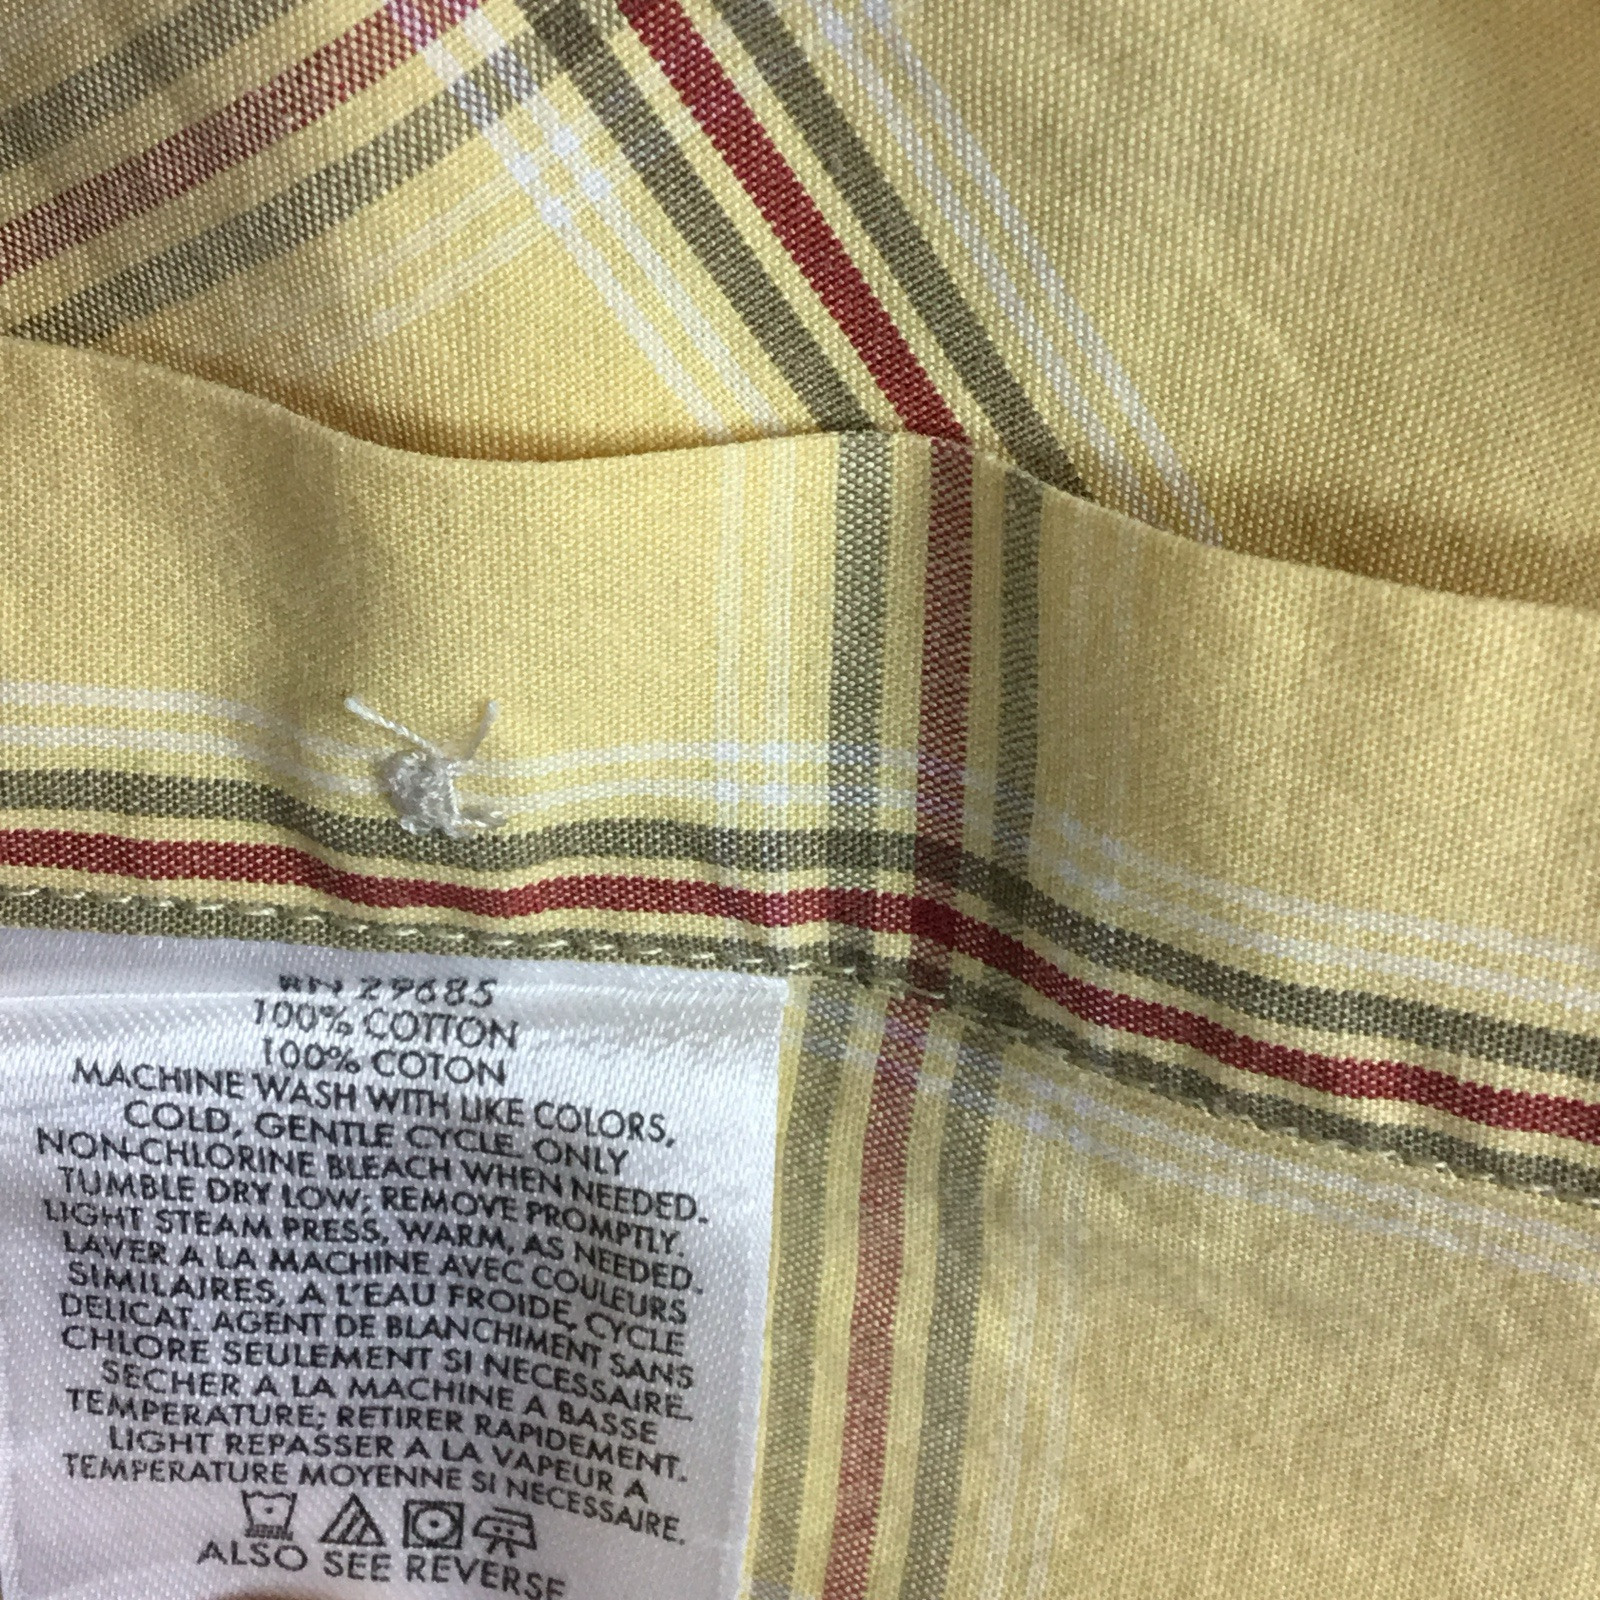 RN 29685
100% COTTON
100% COTON
MACHINE WASH WITH LIKE COLORS,
COLD, GENTLE CYCLE. ONLY
NON-CHLORINE BLEACH WHEN NEEDED.
TUMBLE DRY LOW; REMOVE PROMPTLY.
LIGHT STEAM PRESS, WARM, AS NEEDED.
LAVER A LA MACHINE AVEC COULEURS
SIMILAIRES, A L'EAU FROIDE, CYCLE
DELICAT. AGENT DE BLANCHIMENT SANS
CHLORE SEULEMENT SI NECESSAIRE.
SECHER A LA MACHINE A BASSE
TEMPERATURE; RETIRER RAPIDEMENT.
LIGHT REPASSER A LA VAPEUR A
TEMPERATURE MOYENNE SI NECESSAIRE.
ALSO SEE REVERSE